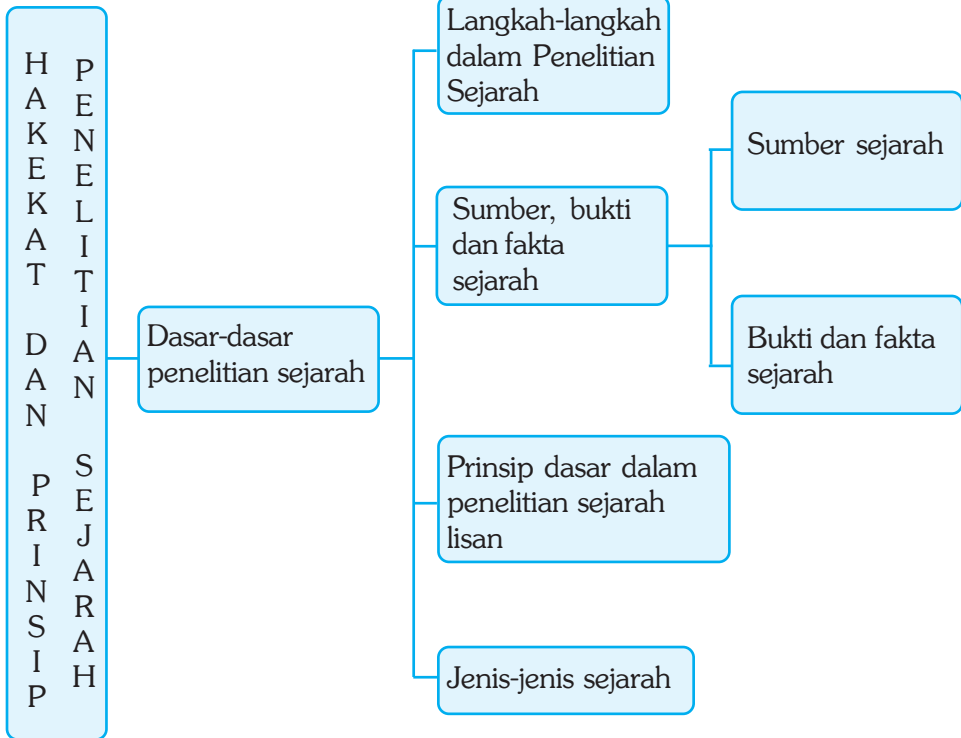 HAKEKAT DAN PRINSIP
PENELITIAN SEJARAH
Dasar-dasar
penelitian sejarah
Langkah-langkah
dalam Penelitian
Sejarah
Sumber, bukti
dan fakta
sejarah
Sumber sejarah
Bukti dan fakta
sejarah
Prinsip dasar dalam
penelitian sejarah
lisan
Jenis-jenis sejarah